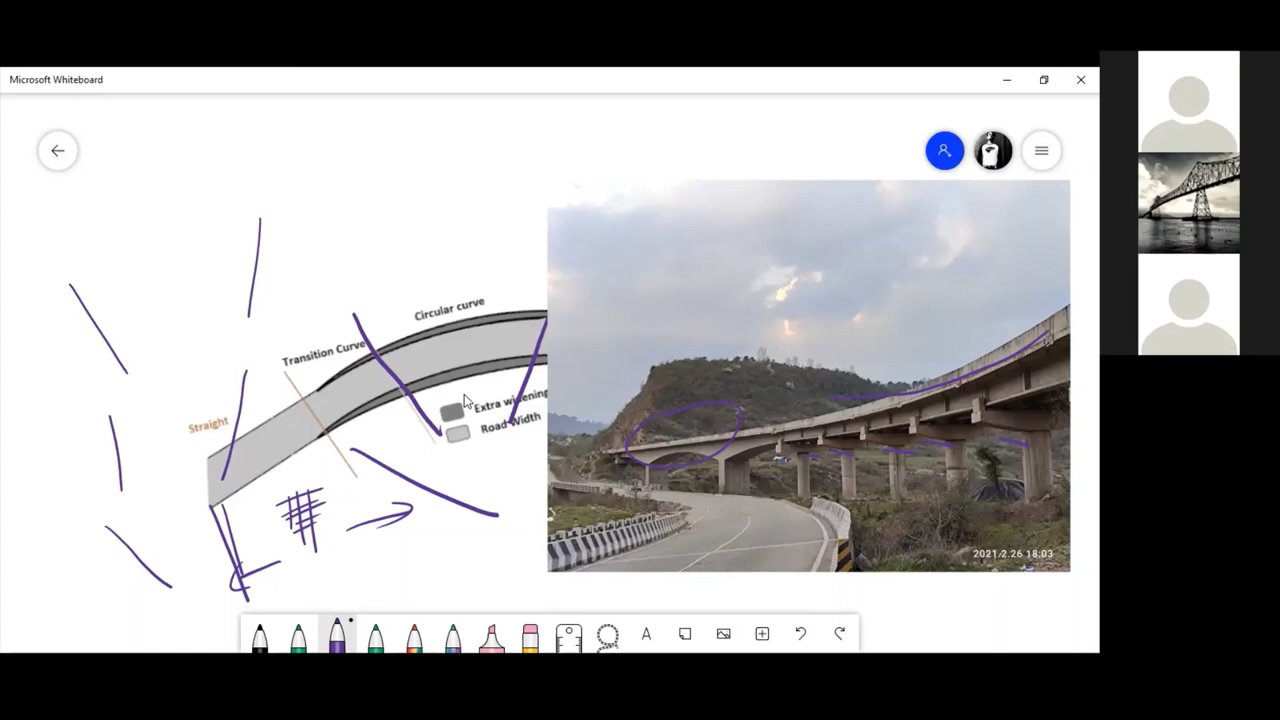 Microsoft Whiteboard
Circular curve
Transition Curve
Straight
Extra widening
Road Width
2021.2.26 18:03
A